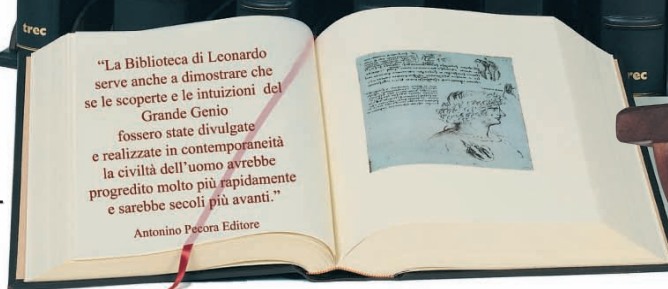 trec
“La Biblioteca di Leonardo
serve anche a dimostrare che
se le scoperte e le intuizioni del
Grande Genio
fossero state divulgate
e realizzate in contemporaneità
la civiltà dell’uomo avrebbe
progredito molto più rapidamente
e sarebbe secoli più avanti.”
Antonino Pecora Editore
rec